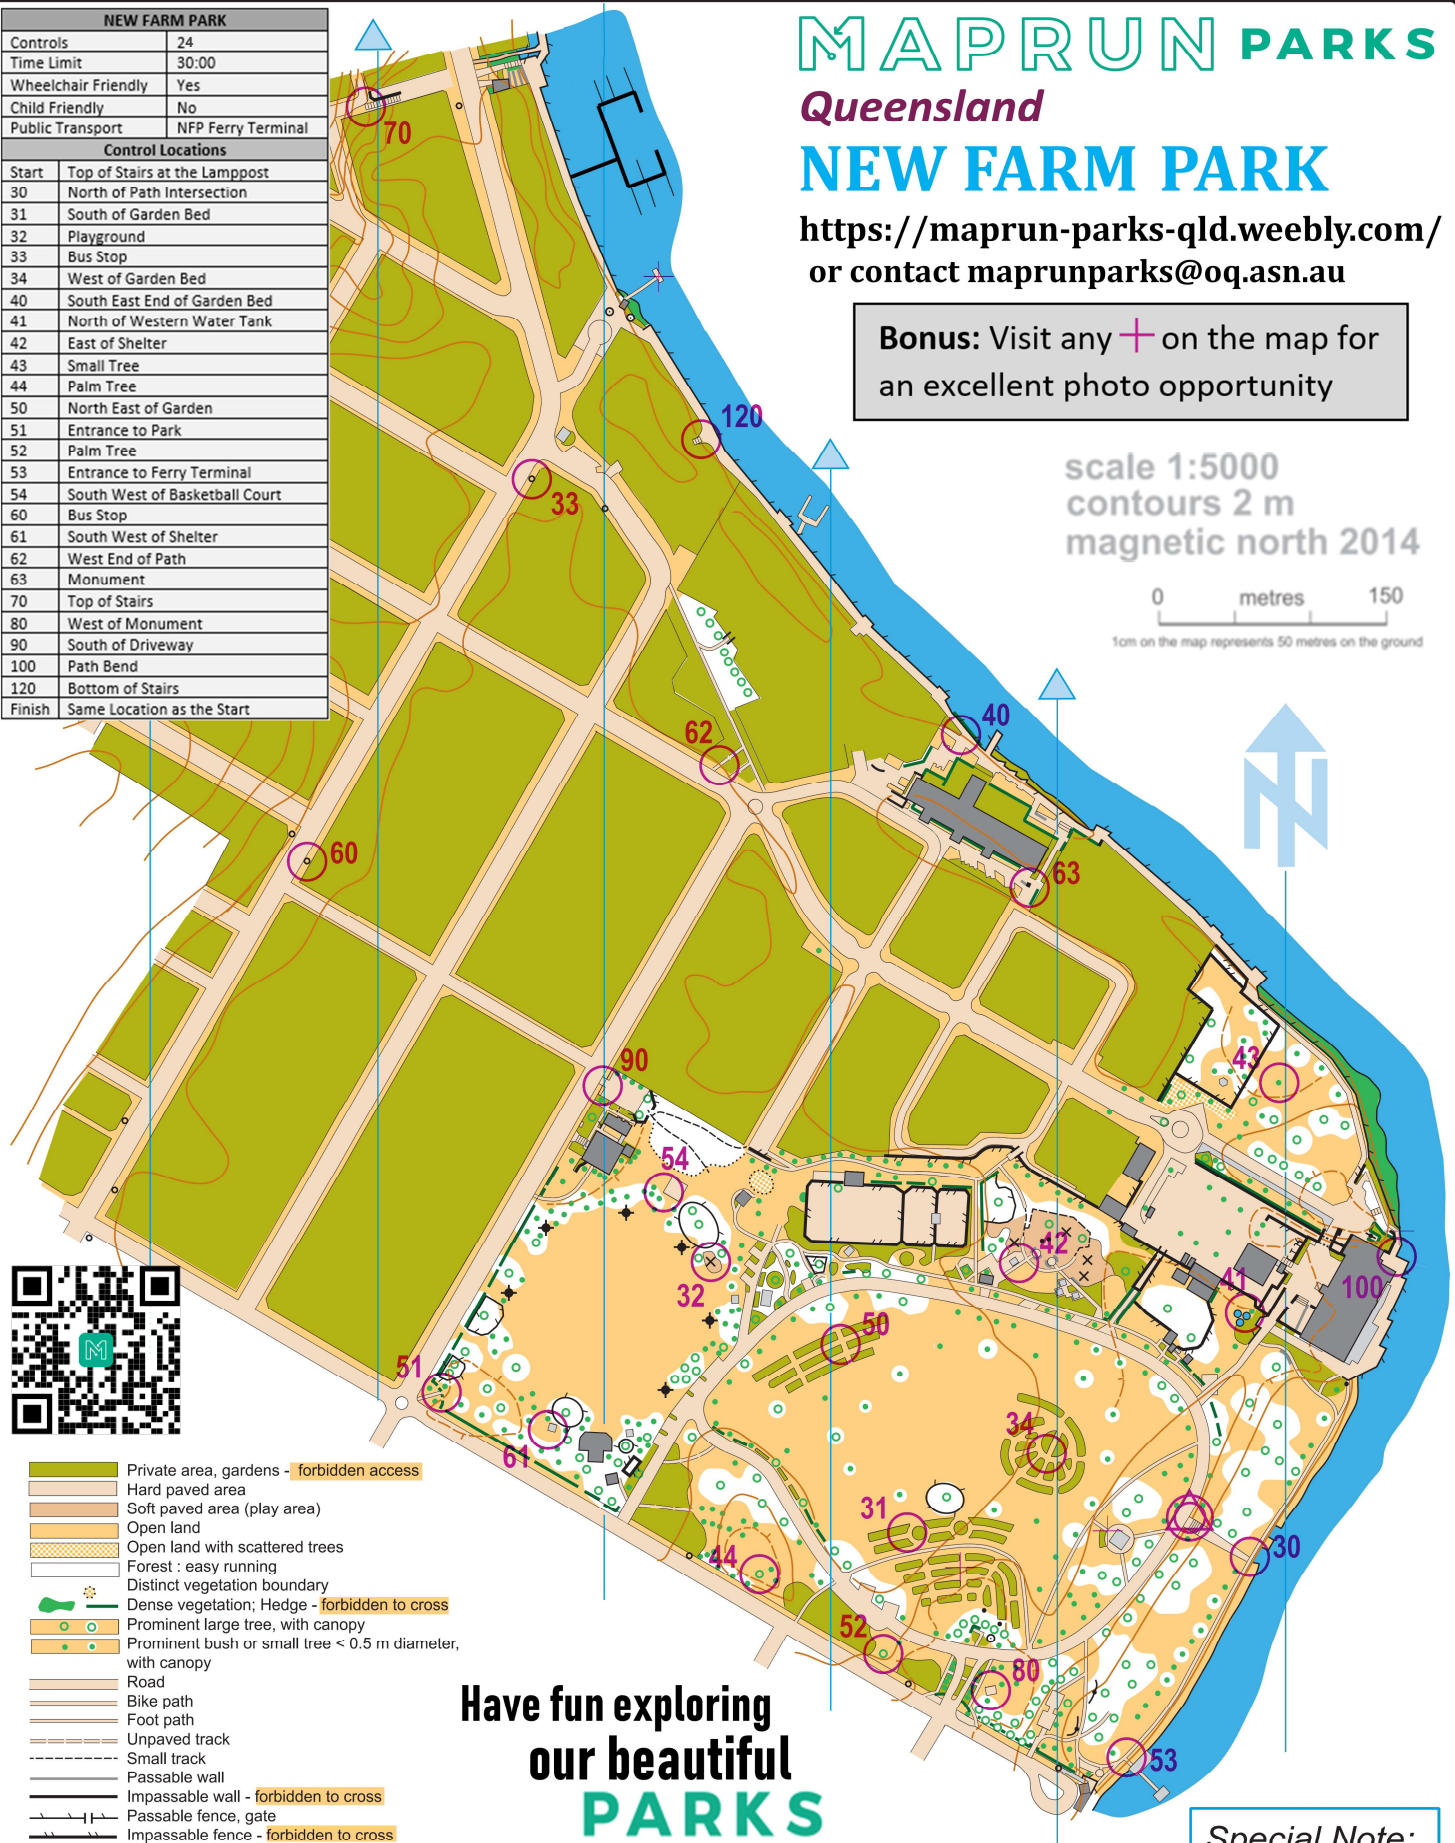 NEW FARM PARK
Controls 24
Time Limit 30:00
Wheelchair Friendly Yes
Child Friendly No
Public Transport NFP Ferry Terminal
Control Locations
Start Top of Stairs at the Lamppost
30 North of Path Intersection
31 South of Garden Bed
32 Playground
33 Bus Stop
34 West of Garden Bed
40 South East End of Garden Bed
41 North of Western Water Tank
42 East of Shelter
43 Small Tree
44 Palm Tree
50 North East of Garden
51 Entrance to Park
52 Palm Tree
53 Entrance to Ferry Terminal
54 South West of Basketball Court
60 Bus Stop
61 South West of Shelter
62 West End of Path
63 Monument
70 Top of Stairs
80 West of Monument
90 South of Driveway
100 Path Bend
120 Bottom of Stairs
Finish Same Location as the Start
MAPRUN PARKS
Queensland
NEW FARM PARK
https://maprun-parks-qld.weebly.com/
or contact maprunparks@oq.asn.au
Bonus: Visit any + on the map for
an excellent photo opportunity
scale 1:5000
contours 2 m
magnetic north 2014
0 metres 150
1cm on the map represents 50 metres on the ground
N
70
120
33
40
62
60
63
90
43
54
42
32
41
100
50
51
34
61
31
30
44
52
80
53
M
Private area, gardens - forbidden access
Hard paved area
Soft paved area (play area)
Open land
Open land with scattered trees
Forest : easy running
Distinct vegetation boundary
Dense vegetation; Hedge - forbidden to cross
Prominent large tree, with canopy
Prominent bush or small tree < 0.5 m diameter,
with canopy
Road
Bike path
Foot path
Unpaved track
Small track
Passable wall
Impassable wall - forbidden to cross
Passable fence, gate
Impassable fence - forbidden to cross
Have fun exploring
our beautiful
PARKS
Special Note: